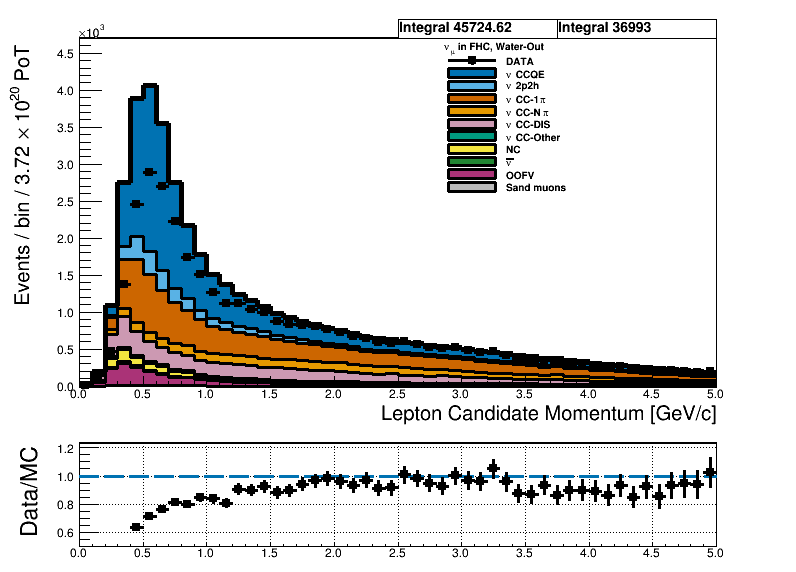 Integral 45724.62
Integral 36993
×10³
ν_μ in FHC, Water-Out
DATA
ν CCQE
ν 2p2h
ν CC-1π
ν CC-N π
ν CC-DIS
ν CC-Other
NC
ν̅
OOFV
Sand muons
Events / bin / 3.72 × 10²⁰ PoT
4.5
4.0
3.5
3.0
2.5
2.0
1.5
1.0
0.5
0.0
0.0 0.5 1.0 1.5 2.0 2.5 3.0 3.5 4.0 4.5 5.0
Lepton Candidate Momentum [GeV/c]
Data/MC
1.2
1.0
0.8
0.6
0.0 0.5 1.0 1.5 2.0 2.5 3.0 3.5 4.0 4.5 5.0